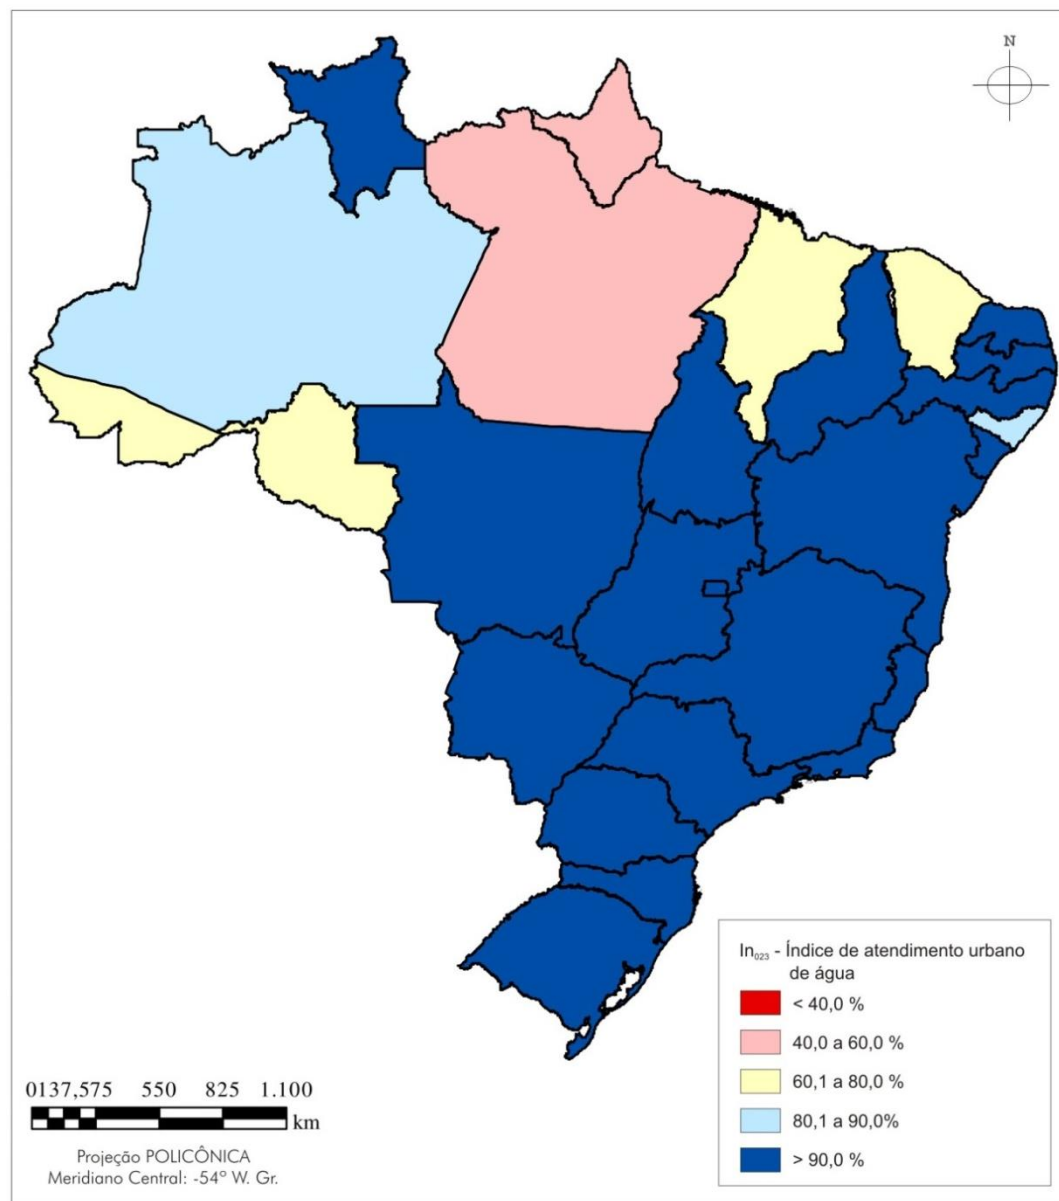 N
In023 - Índice de atendimento urbano
de água
< 40,0 %
40,0 a 60,0 %
60,1 a 80,0 %
80,1 a 90,0%
> 90,0 %
0137,575 550 825 1.100
km
Projeção POLICÔNICA
Meridiano Central: -54º W. Gr.